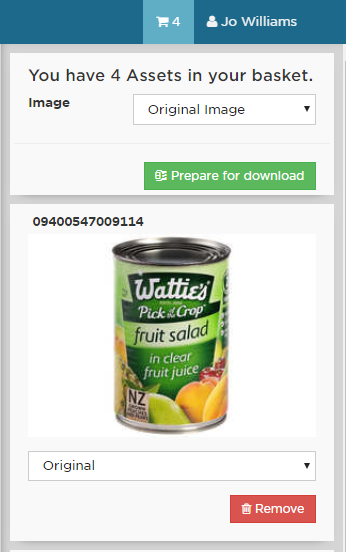 4 Jo Williams
You have 4 Assets in your basket.
Image
Original Image
Prepare for download
09400547009114
Wattie's
Pick of the Crop
fruit salad
in clear
fruit juice
NZ
Original
Remove